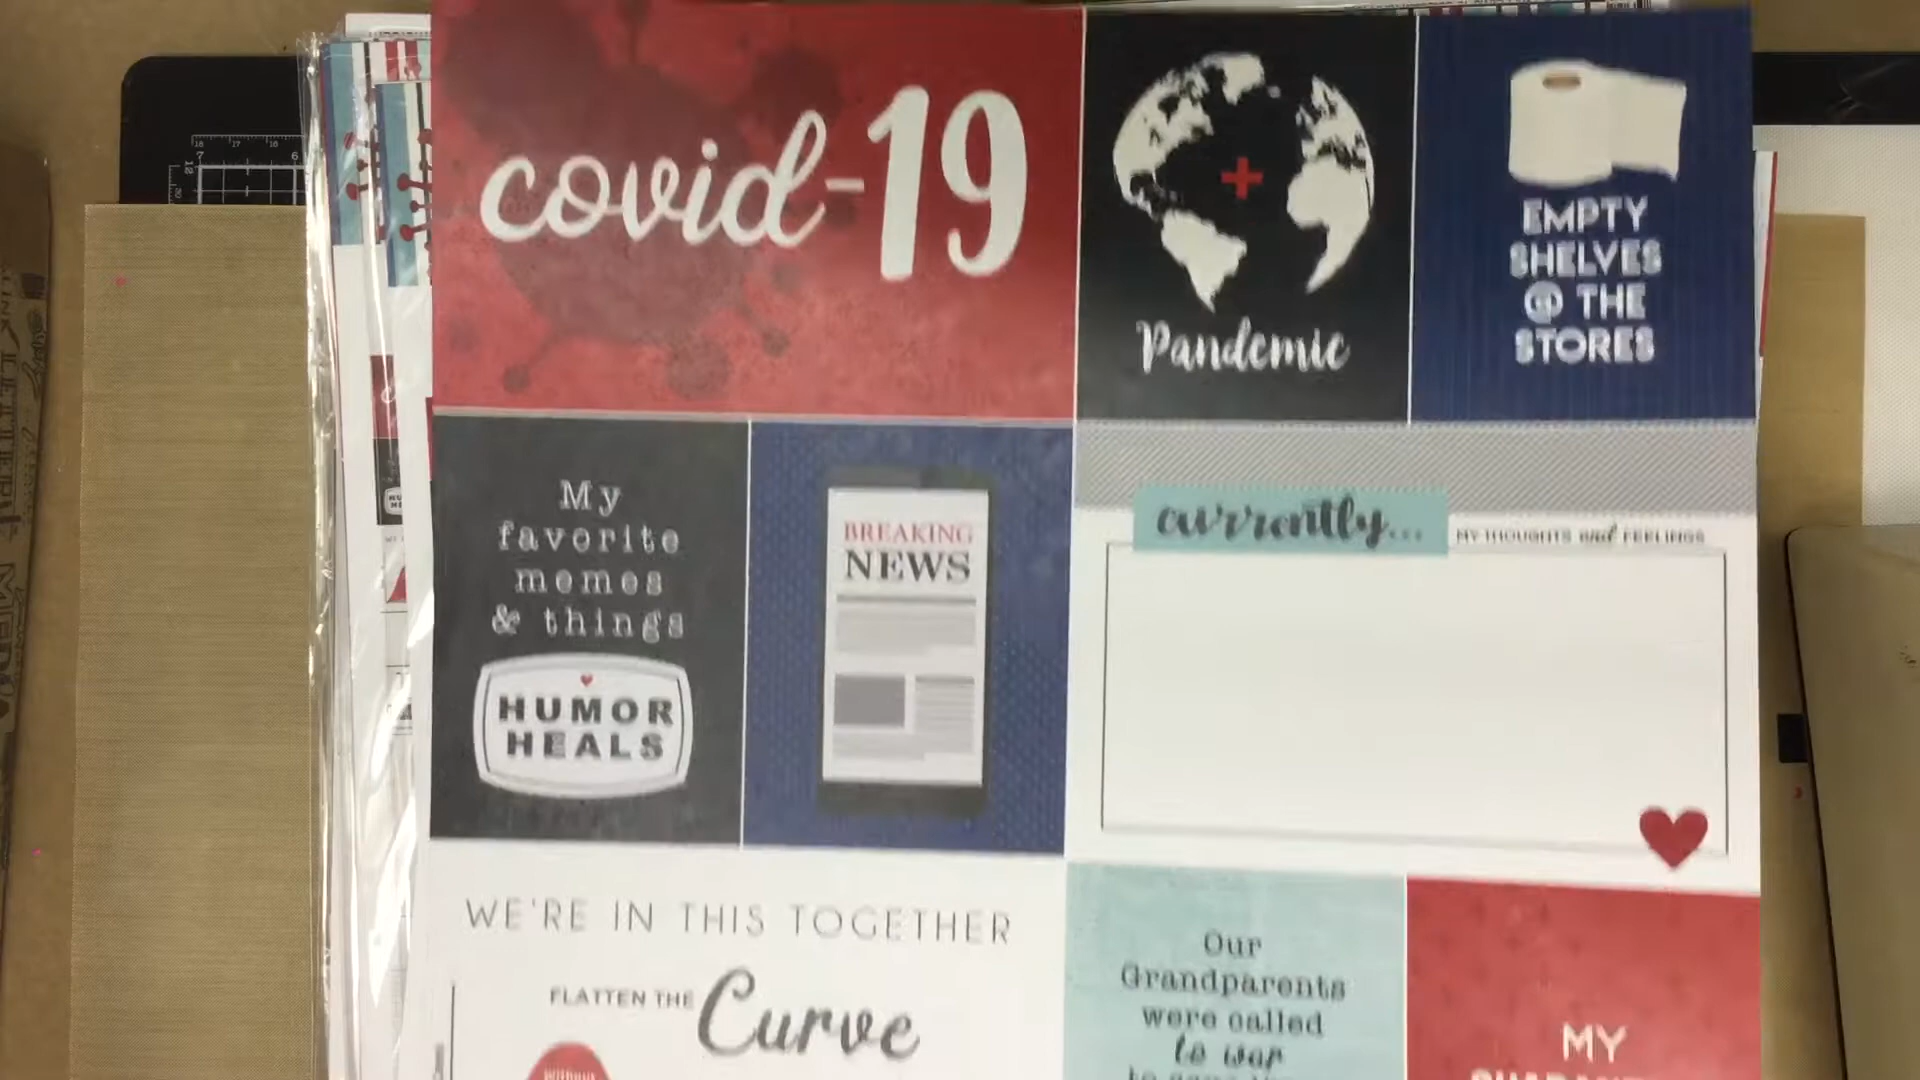 covid-19
Pandemic
EMPTY
SHELVES
@ THE
STORES
My
favorite
memes
& things
HUMOR
HEALS
BREAKING
NEWS
currently...
MY THOUGHTS and FEELINGS
WE'RE IN THIS TOGETHER
FLATTEN THE Curve
without
Our
Grandparents
were called
to war
MY